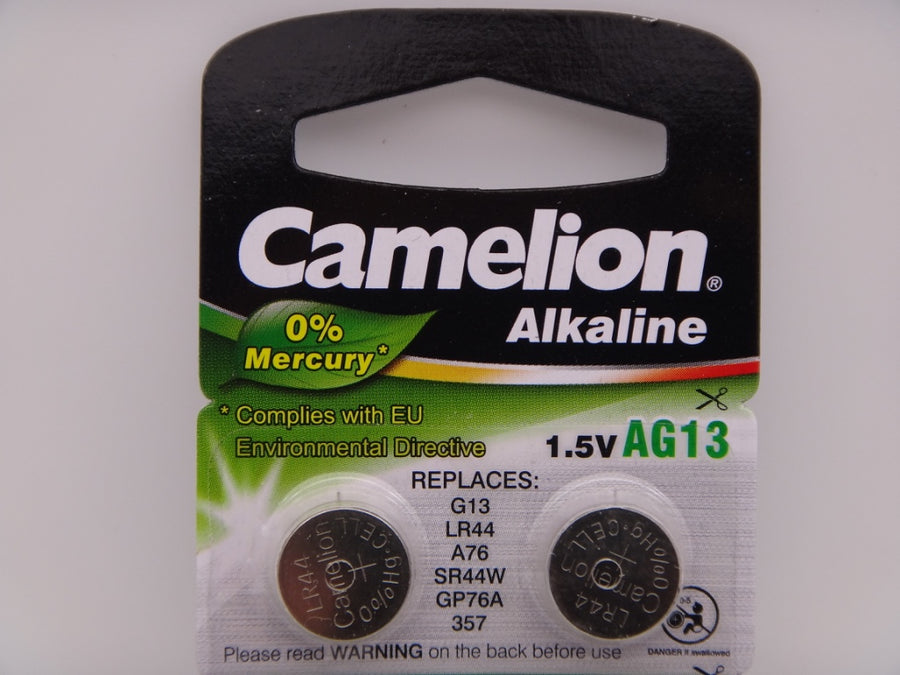 Camelion®
Alkaline
0%
Mercury*
* Complies with EU
Environmental Directive
1.5V AG13
REPLACES:
G13
LR44
A76
SR44W
GP76A
357
LR44 CELL
Camelion
0%Hg
+
LR44 CELL
Camelion
0%Hg
+
0-5
DANGER if swallowed
Please read WARNING on the back before use